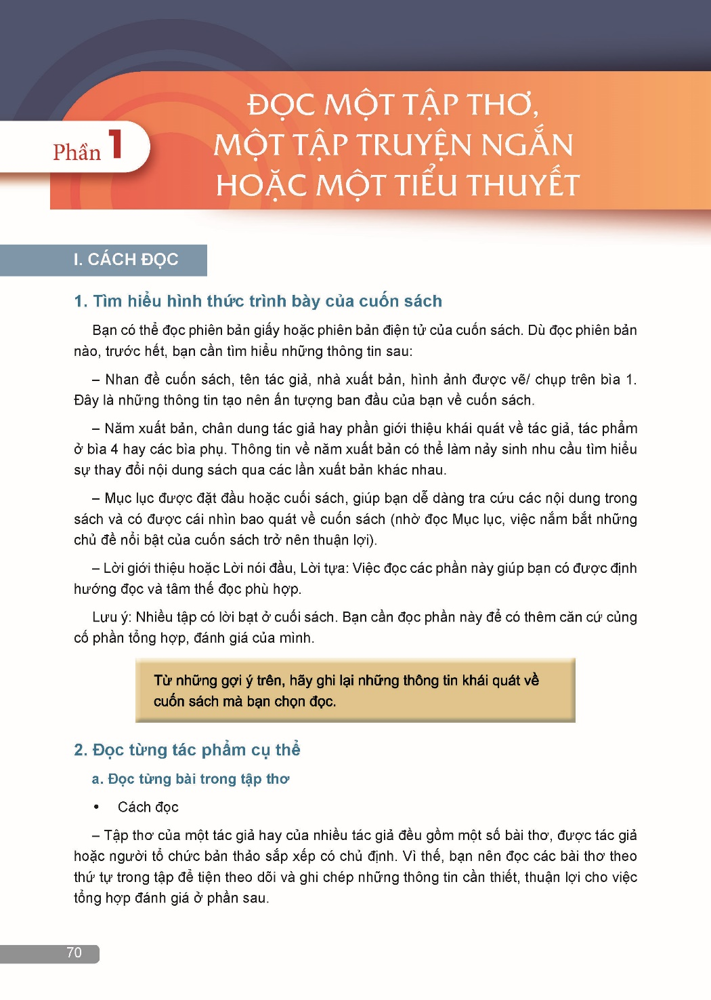 ĐỌC MỘT TẬP THƠ,
MỘT TẬP TRUYỆN NGẮN
HOẶC MỘT TIỂU THUYẾT
Phần 1
I. CÁCH ĐỌC
1. Tìm hiểu hình thức trình bày của cuốn sách
Bạn có thể đọc phiên bản giấy hoặc phiên bản điện tử của cuốn sách. Dù đọc phiên bản
nào, trước hết, bạn cần tìm hiểu những thông tin sau:
– Nhan đề cuốn sách, tên tác giả, nhà xuất bản, hình ảnh được vẽ/ chụp trên bìa 1.
Đây là những thông tin tạo nên ấn tượng ban đầu của bạn về cuốn sách.
– Năm xuất bản, chân dung tác giả hay phần giới thiệu khái quát về tác giả, tác phẩm
ở bìa 4 hay các bìa phụ. Thông tin về năm xuất bản có thể làm nảy sinh nhu cầu tìm hiểu
sự thay đổi nội dung sách qua các lần xuất bản khác nhau.
– Mục lục được đặt đầu hoặc cuối sách, giúp bạn dễ dàng tra cứu các nội dung trong
sách và có được cái nhìn bao quát về cuốn sách (nhờ đọc Mục lục, việc nắm bắt những
chủ đề nổi bật của cuốn sách trở nên thuận lợi).
– Lời giới thiệu hoặc Lời nói đầu, Lời tựa: Việc đọc các phần này giúp bạn có được định
hướng đọc và tâm thế đọc phù hợp.
Lưu ý: Nhiều tập có lời bạt ở cuối sách. Bạn cần đọc phần này để có thêm căn cứ củng
cố phần tổng hợp, đánh giá của mình.
Từ những gợi ý trên, hãy ghi lại những thông tin khái quát về
cuốn sách mà bạn chọn đọc.
2. Đọc từng tác phẩm cụ thể
a. Đọc từng bài trong tập thơ
• Cách đọc
– Tập thơ của một tác giả hay của nhiều tác giả đều gồm một số bài thơ, được tác giả
hoặc người tổ chức bản thảo sắp xếp có chủ định. Vì thế, bạn nên đọc các bài thơ theo
thứ tự trong tập để tiện theo dõi và ghi chép những thông tin cần thiết, thuận lợi cho việc
tổng hợp đánh giá ở phần sau.
70